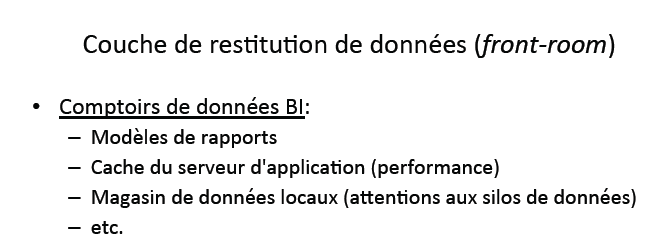 Couche de restitution de données (front-room)
• Comptoirs de données BI:
– Modèles de rapports
– Cache du serveur d'application (performance)
– Magasin de données locaux (attentions aux silos de données)
– etc.